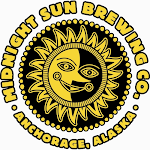 MIDNIGHT SUN BREWING CO.
• ANCHORAGE, ALASKA •